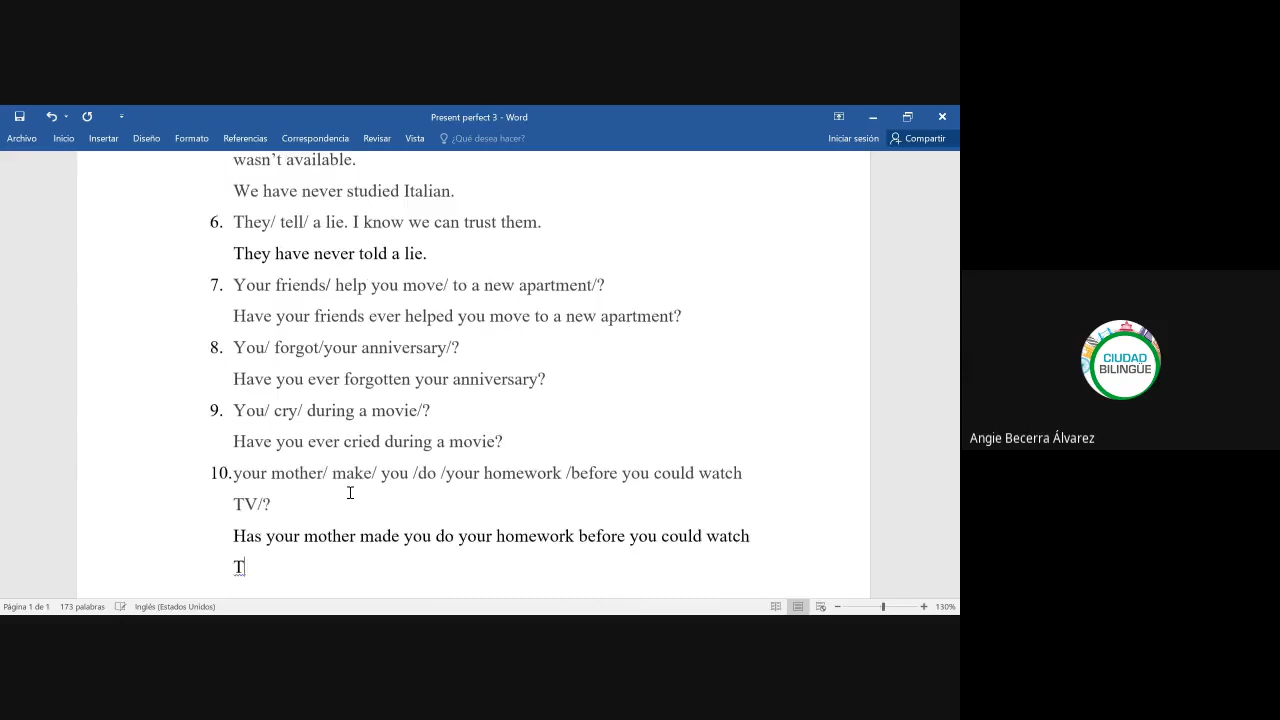 Present perfect 3 - Word
Archivo Inicio Insertar Diseño Formato Referencias Correspondencia Revisar Vista ¿Qué desea hacer? Iniciar sesión Compartir
wasn't available.
We have never studied Italian.
6. They/ tell/ a lie. I know we can trust them.
They have never told a lie.
7. Your friends/ help you move/ to a new apartment/?
Have your friends ever helped you move to a new apartment?
8. You/ forgot/your anniversary/?
Have you ever forgotten your anniversary?
9. You/ cry/ during a movie/?
Have you ever cried during a movie?
10. your mother/ make/ you /do /your homework /before you could watch
TV/?
Has your mother made you do your homework before you could watch
T
Página 1 de 1 173 palabras Inglés (Estados Unidos) 130%
CIUDAD
BILINGÜE
Angie Becerra Álvarez